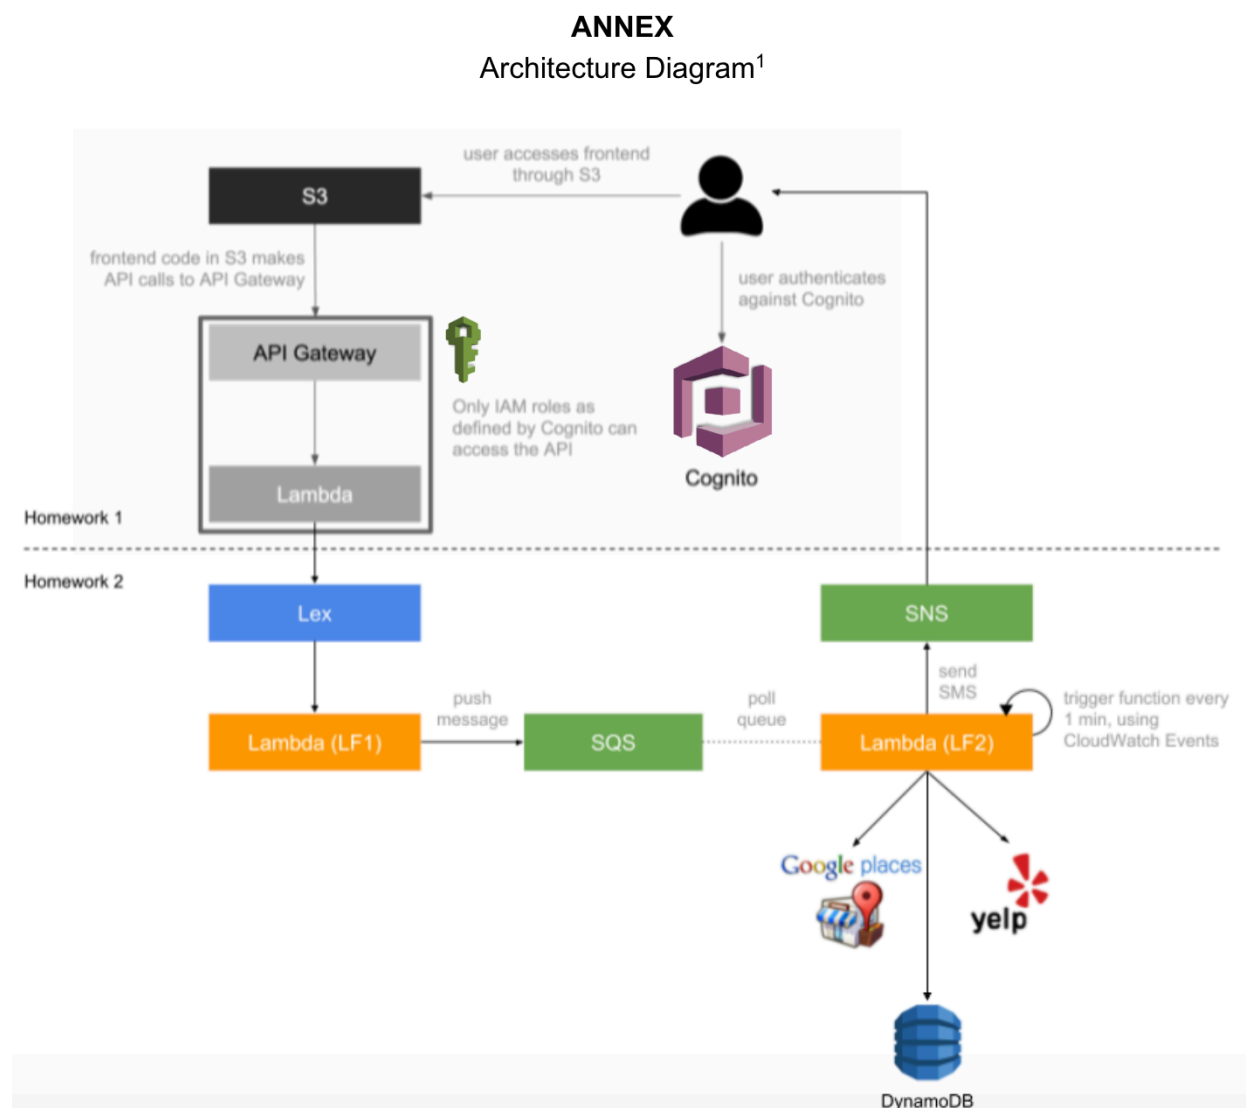 ANNEX
Architecture Diagram1
user accesses frontend
through S3
S3
frontend code in S3 makes
API calls to API Gateway
user authenticates
against Cognito
API Gateway
Only IAM roles as
defined by Cognito can
access the API
Cognito
Lambda
Homework 1
Homework 2
Lex
SNS
send
SMS
push
message
poll
queue
trigger function every
1 min, using
CloudWatch Events
Lambda (LF1)
SQS
Lambda (LF2)
Google places
yelp
DynamoDB